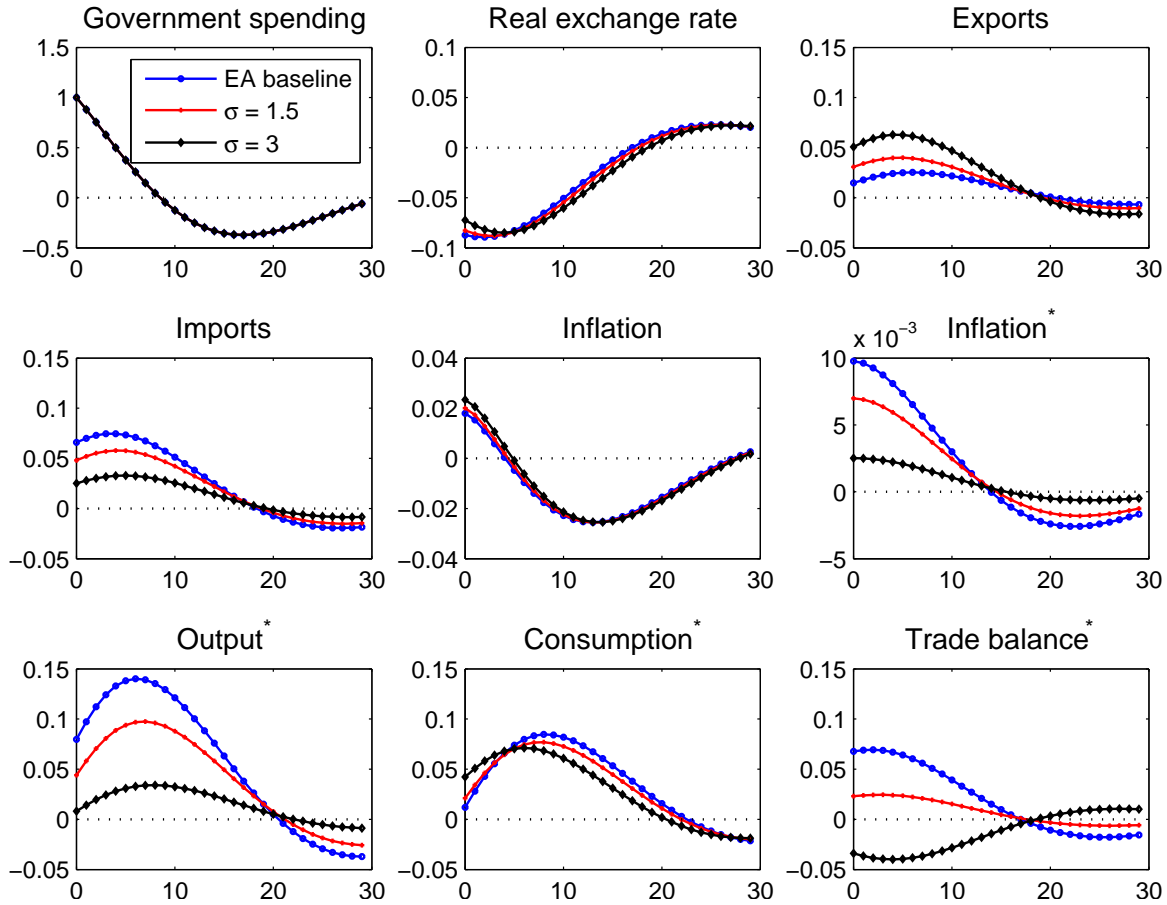 Government spending
Real exchange rate
Exports
1.5
1
0.5
0
−0.5
0 10 20 30
EA baseline
σ = 1.5
σ = 3
0.1
0.05
0
−0.05
−0.1
0 10 20 30
0.15
0.1
0.05
0
−0.05
0 10 20 30
Imports
Inflation
Inflation*
0.15
0.1
0.05
0
−0.05
0 10 20 30
0.04
0.02
0
−0.02
−0.04
0 10 20 30
x 10−3
10
5
0
−5
0 10 20 30
Output*
Consumption*
Trade balance*
0.15
0.1
0.05
0
−0.05
0 10 20 30
0.15
0.1
0.05
0
−0.05
0 10 20 30
0.15
0.1
0.05
0
−0.05
0 10 20 30